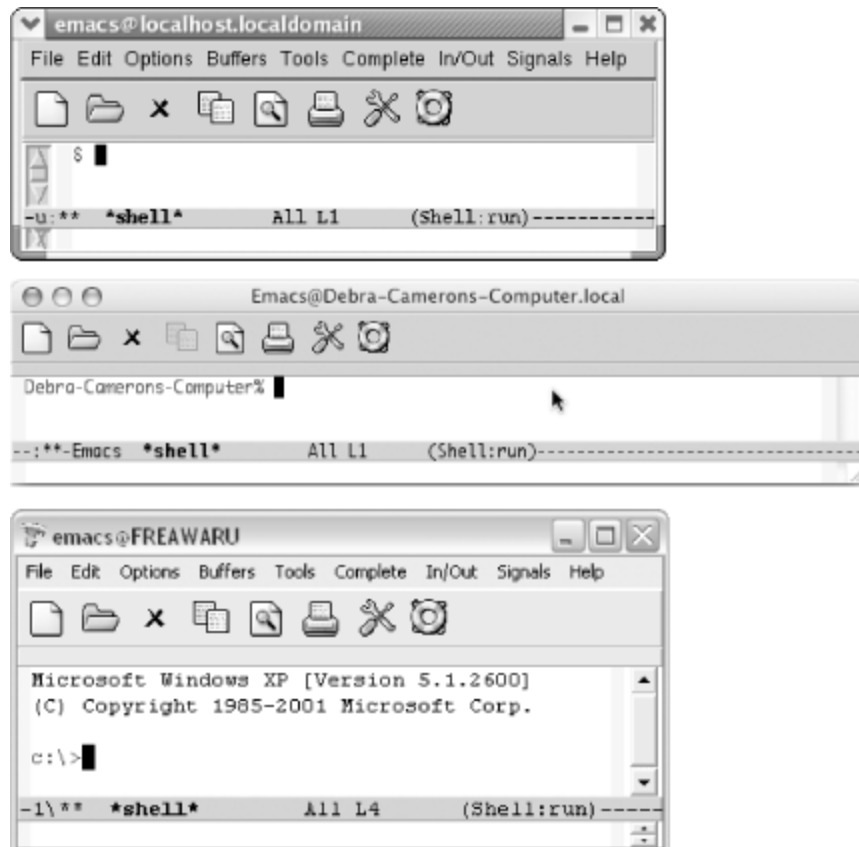 emacs@localhost.localdomain
File Edit Options Buffers Tools Complete In/Out Signals Help
$
-u:** *shell* All L1 (Shell:run)-----------
Emacs@Debra-Camerons-Computer.local
Debra-Camerons-Computer%
--:**-Emacs *shell* All L1 (Shell:run)------------------------------
emacs@FREAWARU
File Edit Options Buffers Tools Complete In/Out Signals Help
Microsoft Windows XP [Version 5.1.2600]
(C) Copyright 1985-2001 Microsoft Corp.
c:\>
-1\** *shell* All L4 (Shell:run)-----